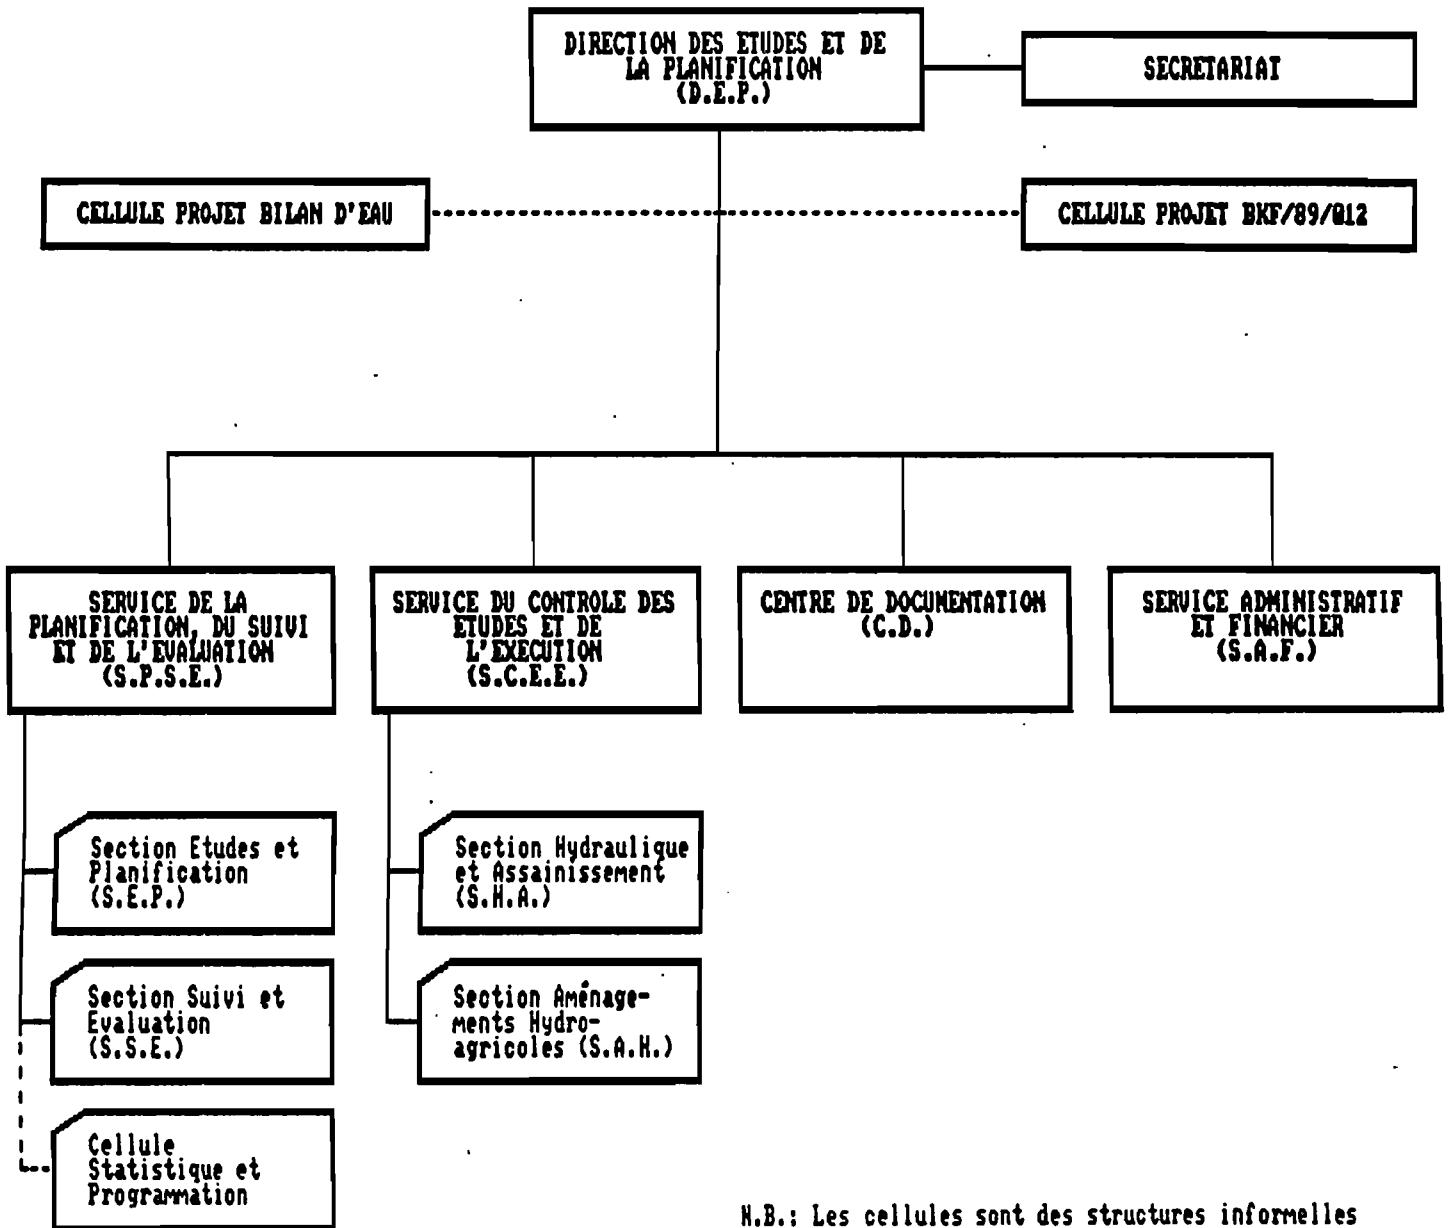 DIRECTION DES ETUDES ET DE
LA PLANIFICATION
(D.E.P.)
SECRETARIAT
CELLULE PROJET BILAN D'EAU
CELLULE PROJET BKF/89/012
SERVICE DE LA
PLANIFICATION, DU SUIVI
ET DE L'EVALUATION
(S.P.S.E.)
SERVICE DU CONTROLE DES
ETUDES ET DE
L'EXECUTION
(S.C.E.E.)
CENTRE DE DOCUMENTATION
(C.D.)
SERVICE ADMINISTRATIF
ET FINANCIER
(S.A.F.)
Section Etudes et
Planification
(S.E.P.)
Section Hydraulique
et Assainissement
(S.H.A.)
Section Suivi et
Evaluation
(S.S.E.)
Section Aménage-
ments Hydro-
agricoles (S.A.H.)
Cellule
Statistique et
Programmation
N.B.: Les cellules sont des structures informelles